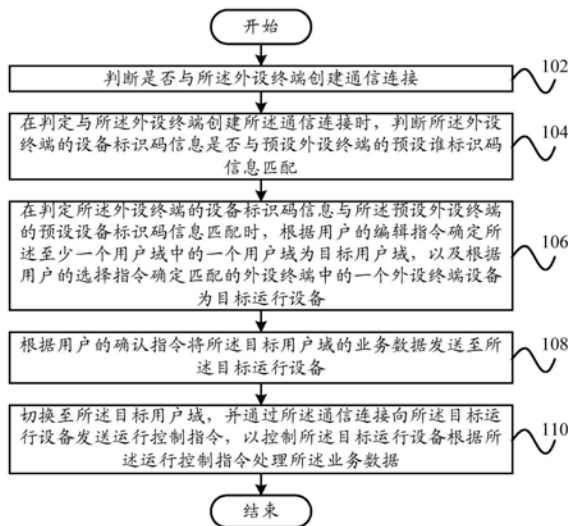 开始
判断是否与所述外设终端创建通信连接
102
在判定与所述外设终端创建所述通信连接时，判断所述外设
终端的设备标识码信息是否与预设外设终端的预设谁标识码
信息匹配
104
在判定所述外设终端的设备标识码信息与所述预设外设终端
的预设设备标识码信息匹配时，根据用户的编辑指令确定所
述至少一个用户域中的一个用户域为目标用户域，以及根据
用户的选择指令确定匹配的外设终端中的一个外设终端设备
为目标运行设备
106
根据用户的确认指令将所述目标用户域的业务数据发送至所
述目标运行设备
108
切换至所述目标用户域，并通过所述通信连接向所述目标运
行设备发送运行控制指令，以控制所述目标运行设备根据所
述运行控制指令处理所述业务数据
110
结束